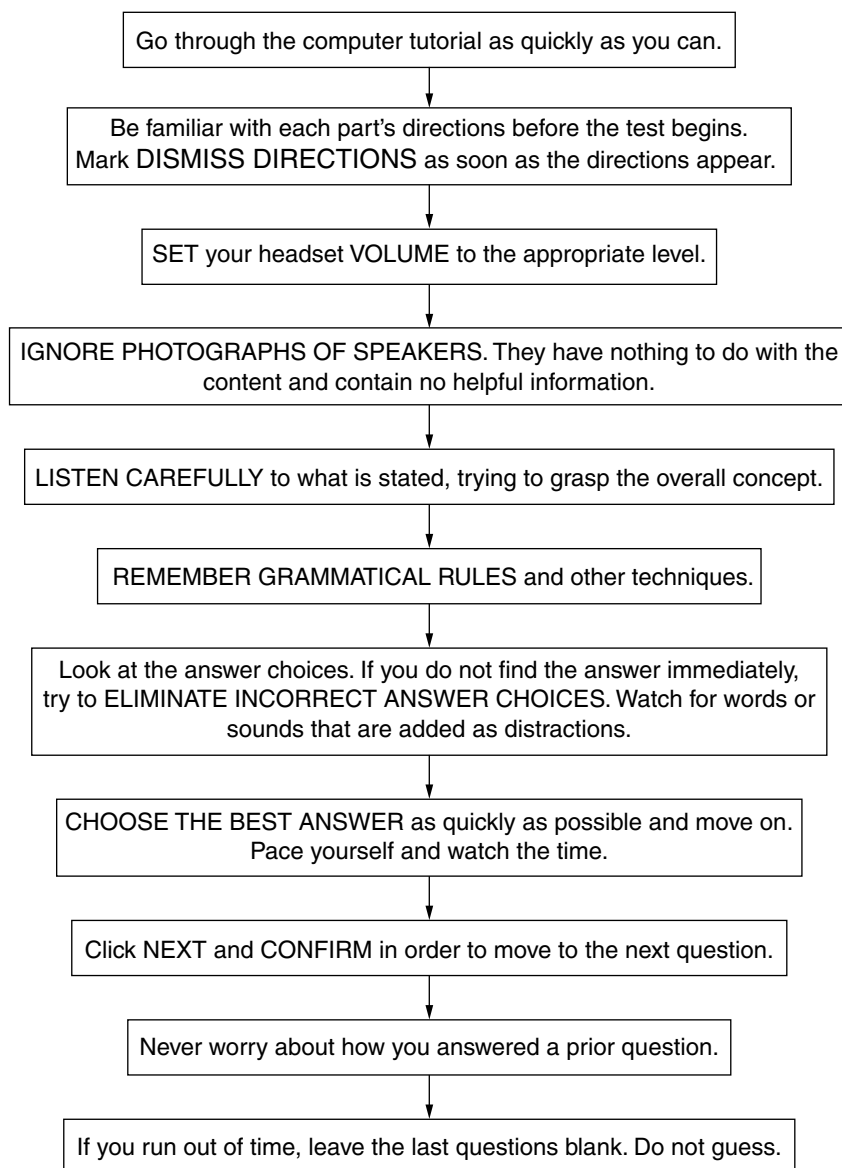 Go through the computer tutorial as quickly as you can.
Be familiar with each part's directions before the test begins.
Mark DISMISS DIRECTIONS as soon as the directions appear.
SET your headset VOLUME to the appropriate level.
IGNORE PHOTOGRAPHS OF SPEAKERS. They have nothing to do with the
content and contain no helpful information.
LISTEN CAREFULLY to what is stated, trying to grasp the overall concept.
REMEMBER GRAMMATICAL RULES and other techniques.
Look at the answer choices. If you do not find the answer immediately,
try to ELIMINATE INCORRECT ANSWER CHOICES. Watch for words or
sounds that are added as distractions.
CHOOSE THE BEST ANSWER as quickly as possible and move on.
Pace yourself and watch the time.
Click NEXT and CONFIRM in order to move to the next question.
Never worry about how you answered a prior question.
If you run out of time, leave the last questions blank. Do not guess.